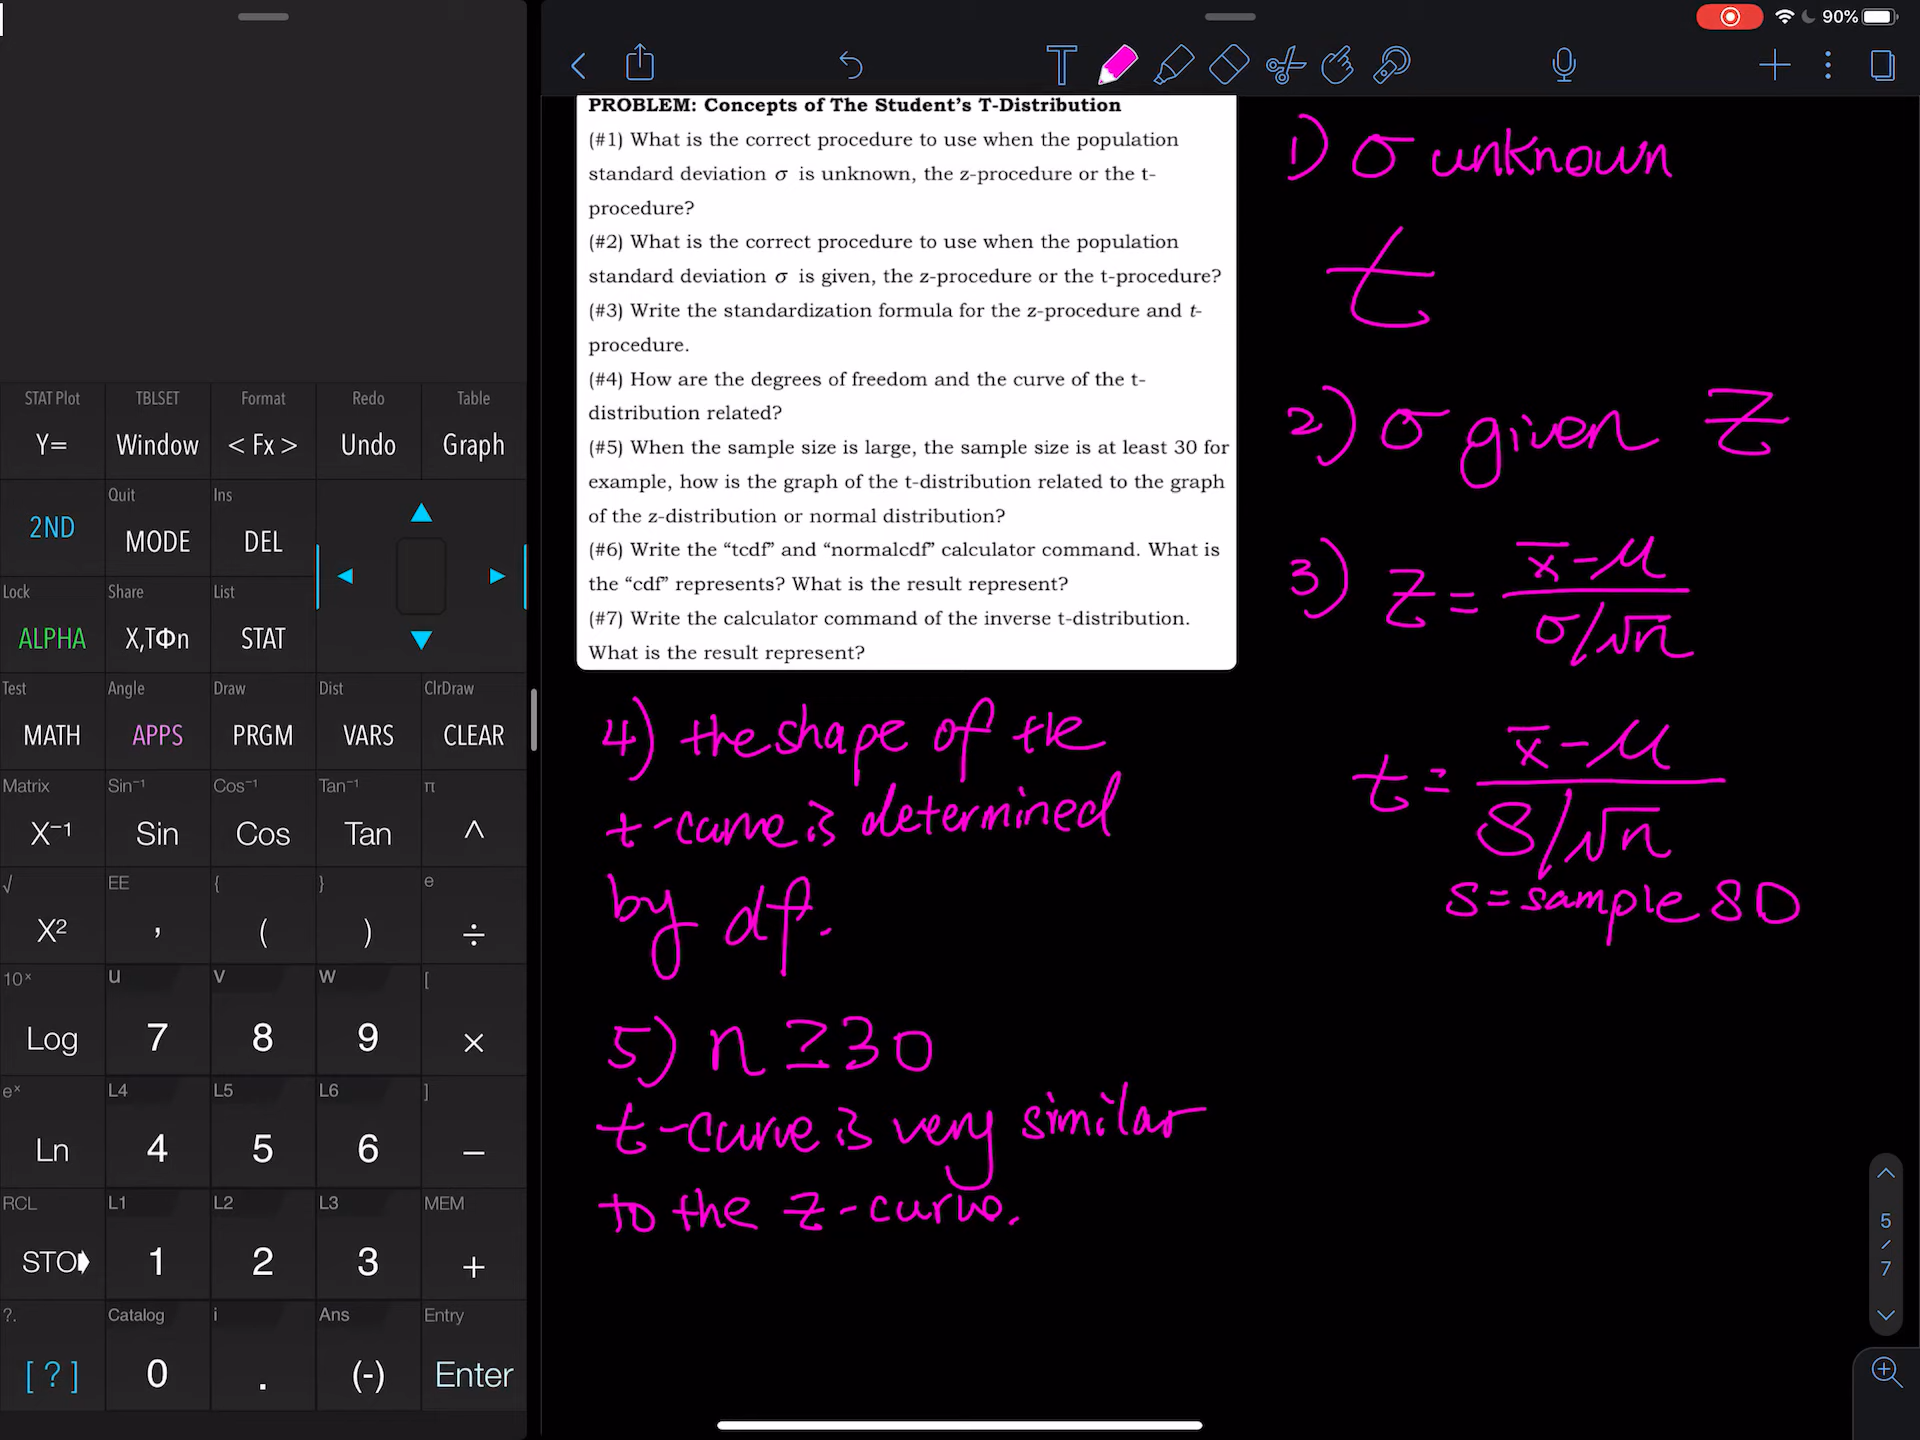 90%
STAT Plot TBLSET Format Redo Table
Y= Window < Fx > Undo Graph
Quit Ins
2ND MODE DEL
Lock Share List
ALPHA X,TΦn STAT
Test Angle Draw Dist ClrDraw
MATH APPS PRGM VARS CLEAR
Matrix Sin⁻¹ Cos⁻¹ Tan⁻¹ π
X⁻¹ Sin Cos Tan ^
√ EE { } e
X² , ( ) ÷
10ˣ u v w [
Log 7 8 9 ×
eˣ L4 L5 L6 ]
Ln 4 5 6 −
RCL L1 L2 L3 MEM
STO 1 2 3 +
?. Catalog i Ans Entry
[ ? ] 0 . (-) Enter
T
PROBLEM: Concepts of The Student's T-Distribution
(#1) What is the correct procedure to use when the population
standard deviation σ is unknown, the z-procedure or the t-
procedure?
(#2) What is the correct procedure to use when the population
standard deviation σ is given, the z-procedure or the t-procedure?
(#3) Write the standardization formula for the z-procedure and t-
procedure.
(#4) How are the degrees of freedom and the curve of the t-
distribution related?
(#5) When the sample size is large, the sample size is at least 30 for
example, how is the graph of the t-distribution related to the graph
of the z-distribution or normal distribution?
(#6) Write the “tcdf” and “normalcdf” calculator command. What is
the “cdf” represents? What is the result represent?
(#7) Write the calculator command of the inverse t-distribution.
What is the result represent?
1) σ unknown
t
2) σ given Z
3) Z = x̄-μ / σ/√n
t = x̄-μ / S/√n
S = sample SD
4) the shape of the
t-curve is determined
by df.
5) n ≥ 30
t-curve is very similar
to the z-curve.
5
/
7